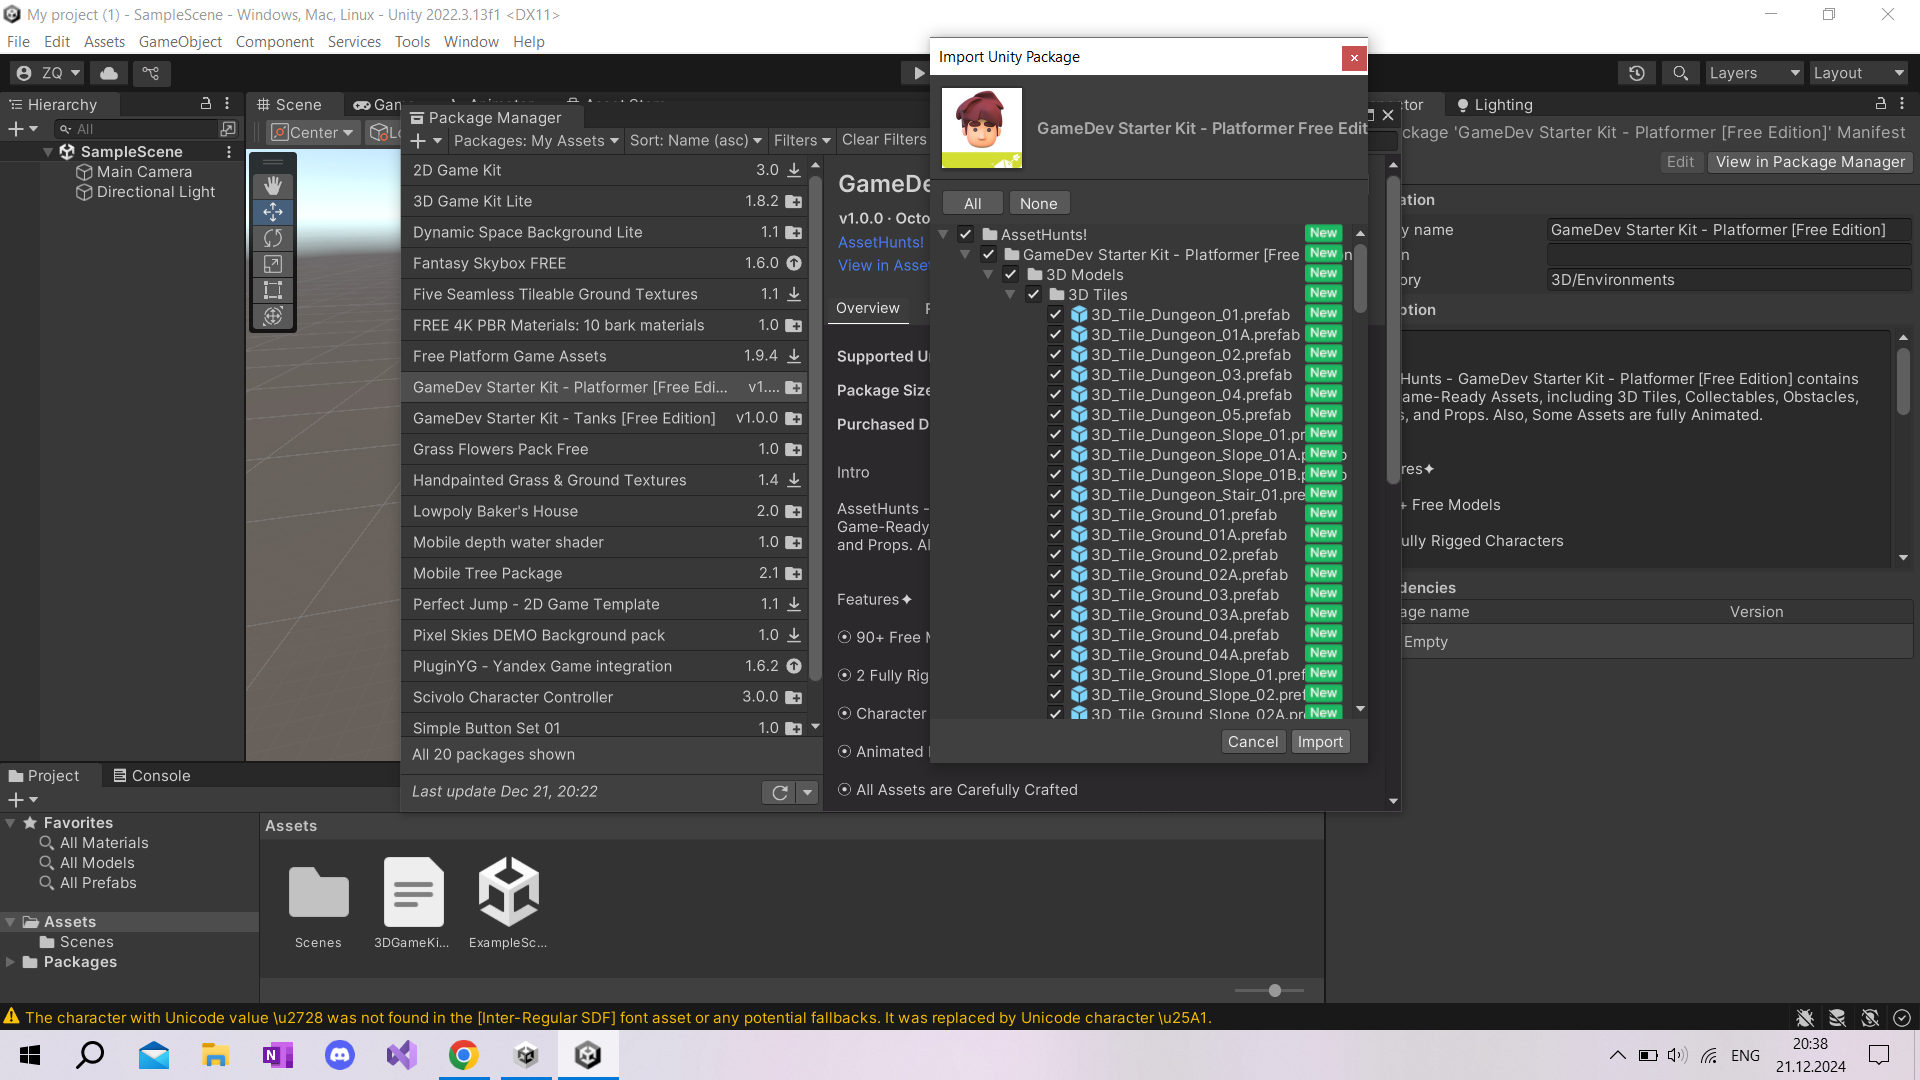 My project (1) - SampleScene - Windows, Mac, Linux - Unity 2022.3.13f1 <DX11>
File Edit Assets GameObject Component Services Tools Window Help
ZQ
Layers
Layout
Hierarchy
All
SampleScene
Main Camera
Directional Light
Scene
Center
Package Manager
Packages: My Assets
Sort: Name (asc)
Filters
Clear Filters
2D Game Kit 3.0
3D Game Kit Lite 1.8.2
Dynamic Space Background Lite 1.1
Fantasy Skybox FREE 1.6.0
Five Seamless Tileable Ground Textures 1.1
FREE 4K PBR Materials: 10 bark materials 1.0
Free Platform Game Assets 1.9.4
GameDev Starter Kit - Platformer [Free Edi... v1....
GameDev Starter Kit - Tanks [Free Edition] v1.0.0
Grass Flowers Pack Free 1.0
Handpainted Grass & Ground Textures 1.4
Lowpoly Baker's House 2.0
Mobile depth water shader 1.0
Mobile Tree Package 2.1
Perfect Jump - 2D Game Template 1.1
Pixel Skies DEMO Background pack 1.0
PluginYG - Yandex Game integration 1.6.2
Scivolo Character Controller 3.0.0
Simple Button Set 01 1.0
All 20 packages shown
Last update Dec 21, 20:22
GameDe
v1.0.0 · Octo
AssetHunts!
View in Asse
Overview
Supported U
Package Size
Purchased D
Intro
AssetHunts -
Game-Ready
and Props. Al
Features✦
90+ Free M
2 Fully Rig
Character
Animated
All Assets are Carefully Crafted
Import Unity Package
GameDev Starter Kit - Platformer Free Edit
All None
AssetHunts! New
GameDev Starter Kit - Platformer [Free New
3D Models New
3D Tiles New
3D_Tile_Dungeon_01.prefab New
3D_Tile_Dungeon_01A.prefab New
3D_Tile_Dungeon_02.prefab New
3D_Tile_Dungeon_03.prefab New
3D_Tile_Dungeon_04.prefab New
3D_Tile_Dungeon_05.prefab New
3D_Tile_Dungeon_Slope_01.pr New
3D_Tile_Dungeon_Slope_01A.p New
3D_Tile_Dungeon_Slope_01B.p New
3D_Tile_Dungeon_Stair_01.pre New
3D_Tile_Ground_01.prefab New
3D_Tile_Ground_01A.prefab New
3D_Tile_Ground_02.prefab New
3D_Tile_Ground_02A.prefab New
3D_Tile_Ground_03.prefab New
3D_Tile_Ground_03A.prefab New
3D_Tile_Ground_04.prefab New
3D_Tile_Ground_04A.prefab New
3D_Tile_Ground_Slope_01.pref New
3D_Tile_Ground_Slope_02.pref New
3D_Tile_Ground_Slope_02A.pr New
Cancel Import
ctor
Lighting
ckage 'GameDev Starter Kit - Platformer [Free Edition]' Manifest
Edit View in Package Manager
ation
y name GameDev Starter Kit - Platformer [Free Edition]
n
ory 3D/Environments
ption
Hunts - GameDev Starter Kit - Platformer [Free Edition] contains
ame-Ready Assets, including 3D Tiles, Collectables, Obstacles,
s, and Props. Also, Some Assets are fully Animated.
res✦
+ Free Models
ully Rigged Characters
dencies
age name Version
Empty
Project
Console
Favorites
All Materials
All Models
All Prefabs
Assets
Scenes
Packages
Assets
Scenes
3DGameKi...
ExampleSc...
The character with Unicode value \u2728 was not found in the [Inter-Regular SDF] font asset or any potential fallbacks. It was replaced by Unicode character \u25A1.
ENG
20:38
21.12.2024